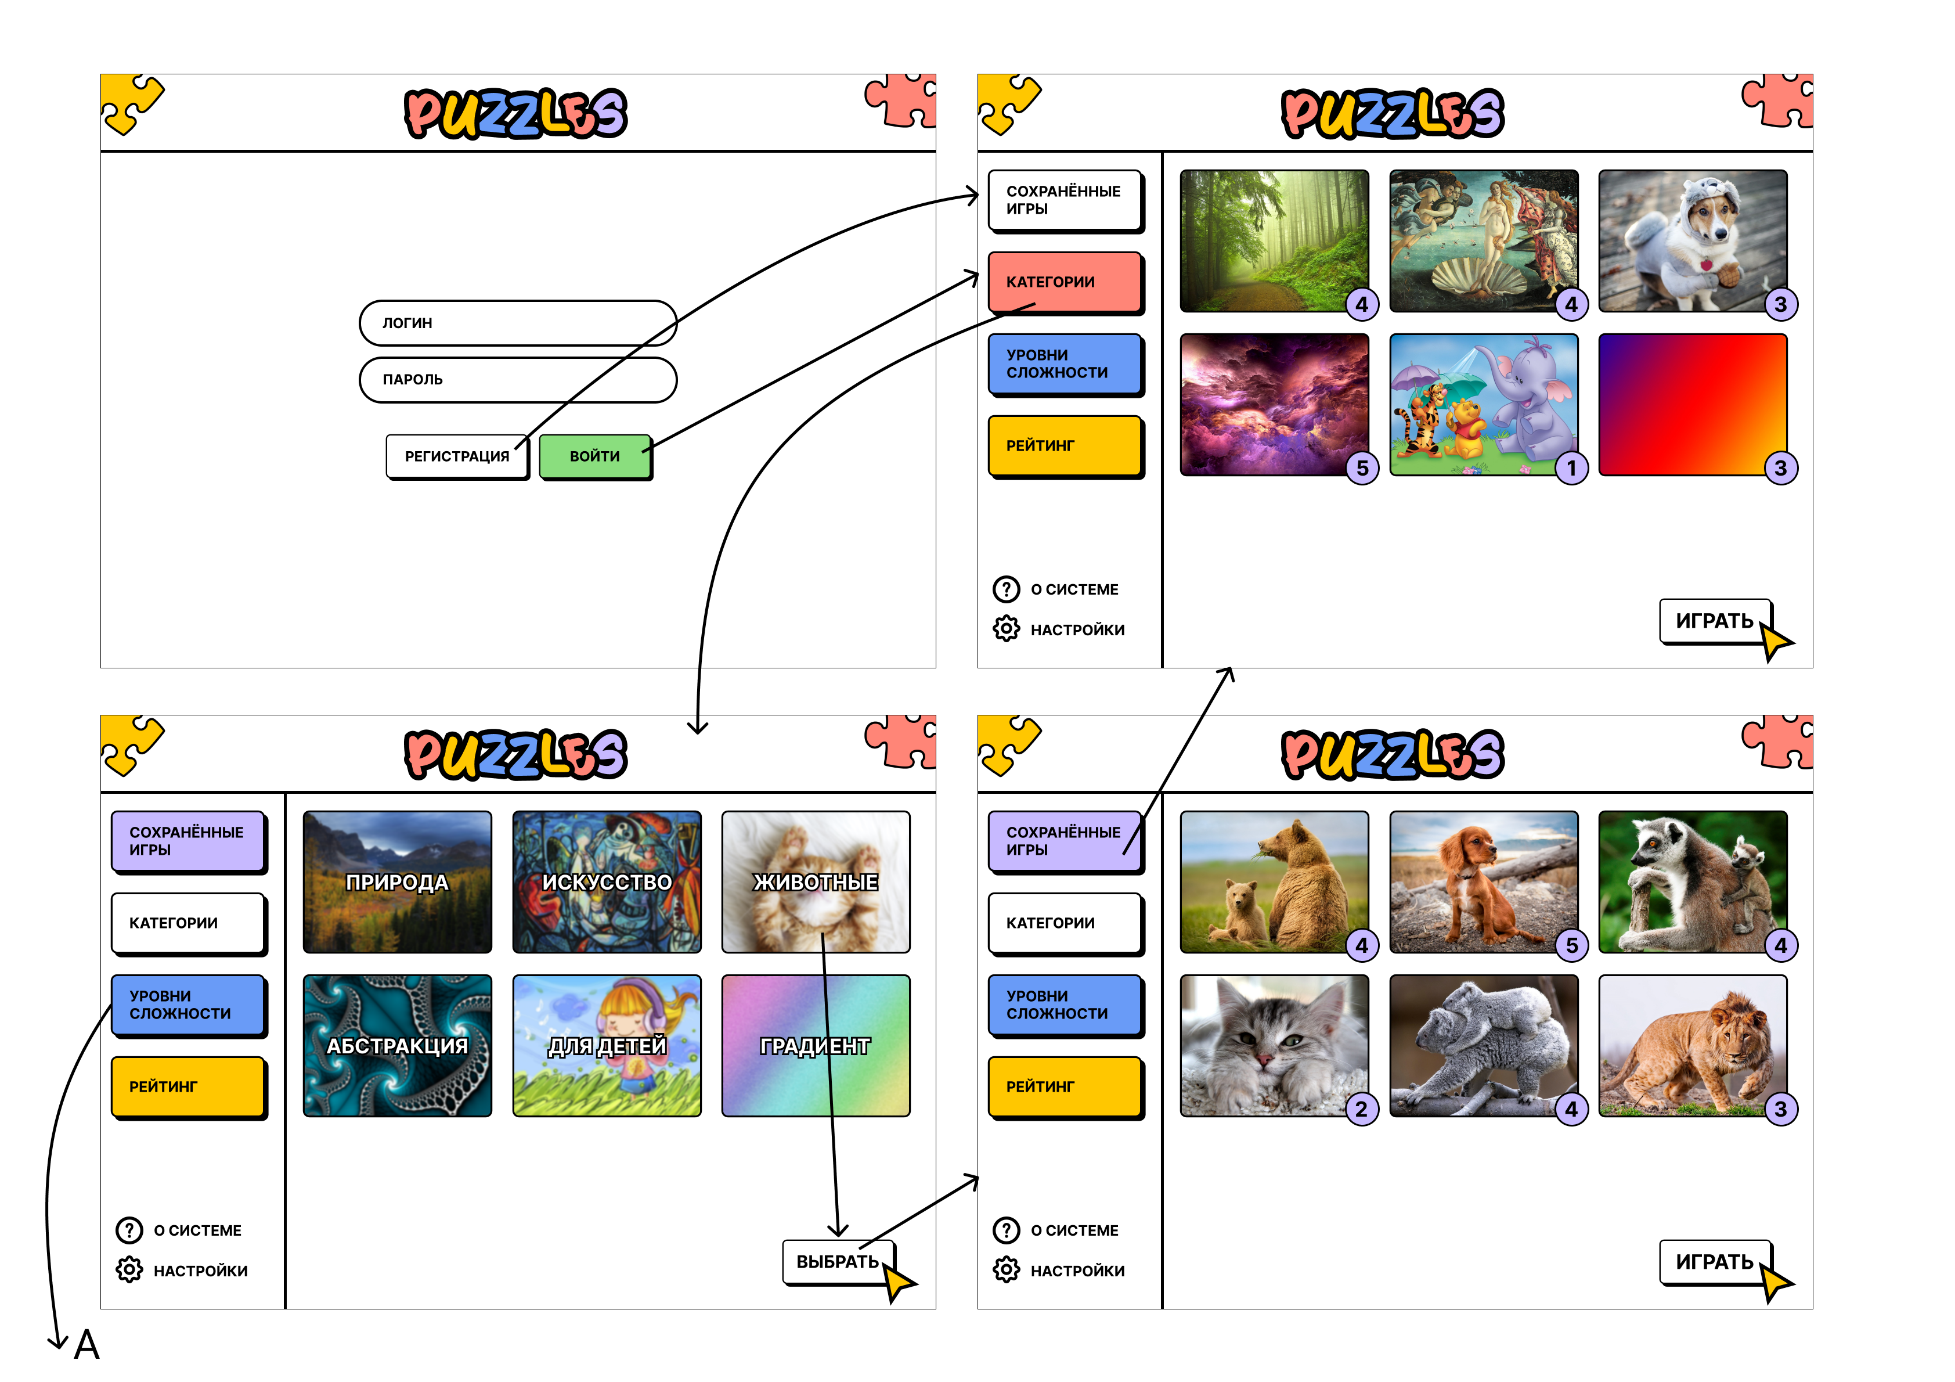 PUZZLES
ЛОГИН
ПАРОЛЬ
РЕГИСТРАЦИЯ
ВОЙТИ
PUZZLES
СОХРАНЁННЫЕ
ИГРЫ
КАТЕГОРИИ
УРОВНИ
СЛОЖНОСТИ
РЕЙТИНГ
? О СИСТЕМЕ
НАСТРОЙКИ
4
4
3
5
1
3
ИГРАТЬ
PUZZLES
СОХРАНЁННЫЕ
ИГРЫ
КАТЕГОРИИ
УРОВНИ
СЛОЖНОСТИ
РЕЙТИНГ
? О СИСТЕМЕ
НАСТРОЙКИ
ПРИРОДА
ИСКУССТВО
ЖИВОТНЫЕ
АБСТРАКЦИЯ
ДЛЯ ДЕТЕЙ
ГРАДИЕНТ
ВЫБРАТЬ
A
PUZZLES
СОХРАНЁННЫЕ
ИГРЫ
КАТЕГОРИИ
УРОВНИ
СЛОЖНОСТИ
РЕЙТИНГ
? О СИСТЕМЕ
НАСТРОЙКИ
4
5
4
2
4
3
ИГРАТЬ